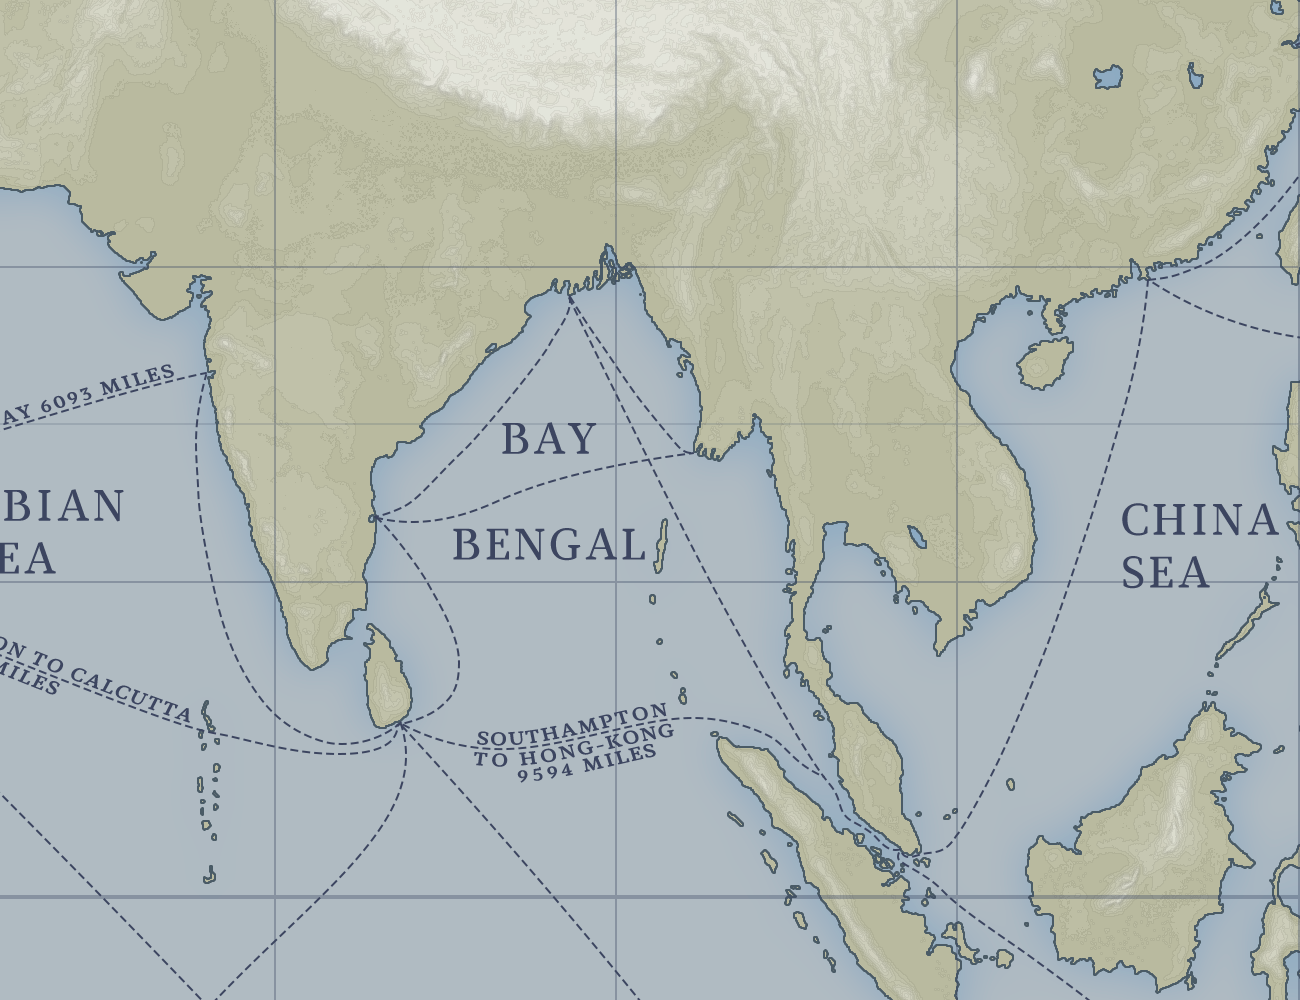 AY 6093 MILES
BAY
BENGAL
BIAN
EA
CHINA
SEA
ON TO CALCUTTA
MILES
SOUTHAMPTON
TO HONG-KONG
9594 MILES